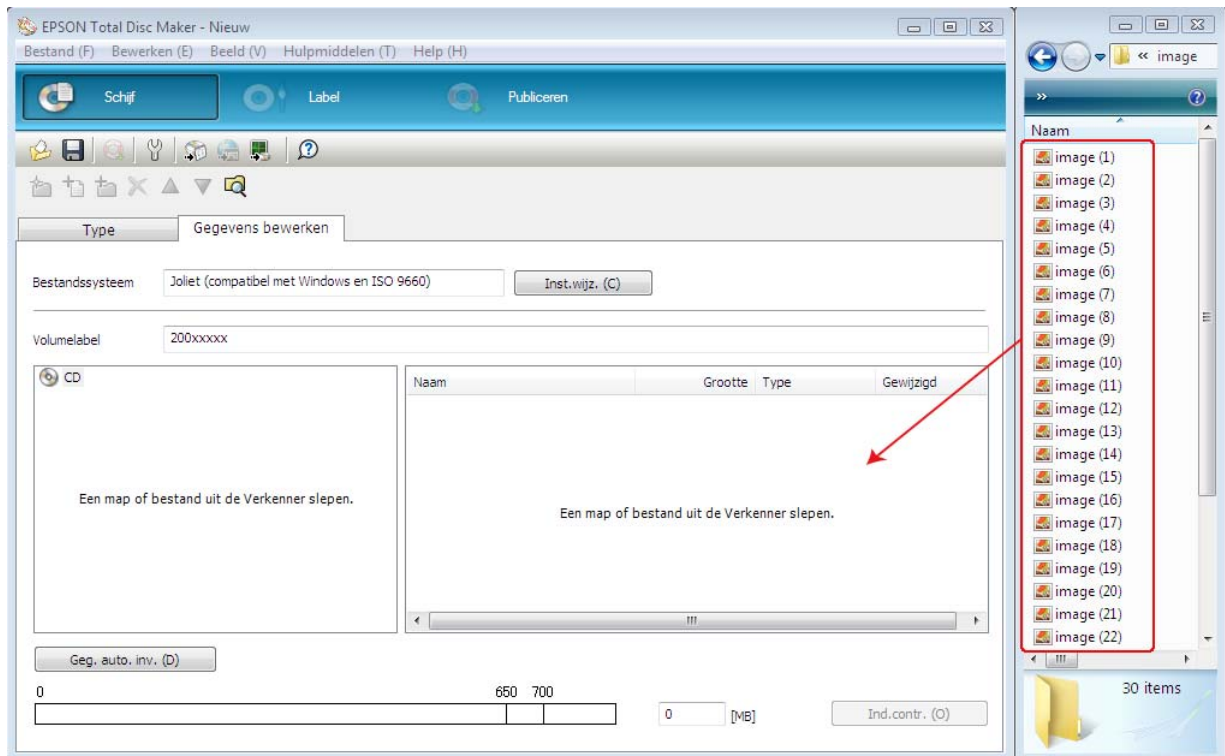 EPSON Total Disc Maker - Nieuw
Bestand (F) Bewerken (E) Beeld (V) Hulpmiddelen (T) Help (H)
Schijf Label Publiceren
Type Gegevens bewerken
Bestandssysteem Joliet (compatibel met Windows en ISO 9660) Inst.wijz. (C)
Volumelabel 200xxxxx
CD
Een map of bestand uit de Verkenner slepen.
Naam Grootte Type Gewijzigd
Een map of bestand uit de Verkenner slepen.
Geg. auto. inv. (D)
0 650 700
0 [MB] Ind.contr. (O)
« image
»
Naam
image (1)
image (2)
image (3)
image (4)
image (5)
image (6)
image (7)
image (8)
image (9)
image (10)
image (11)
image (12)
image (13)
image (14)
image (15)
image (16)
image (17)
image (18)
image (19)
image (20)
image (21)
image (22)
30 items